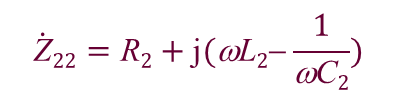 Ż₂₂ = R₂ + j(ωL₂– 1/(ωC₂))